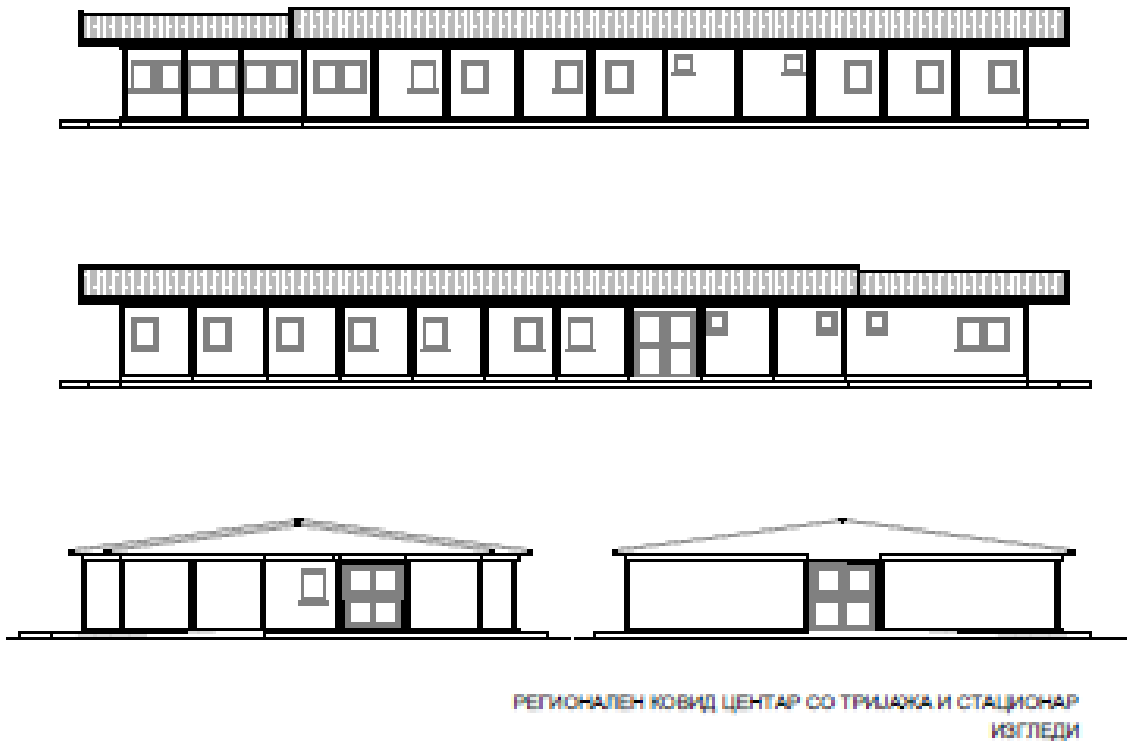 РЕГИОНАЛЕН КОВИД ЦЕНТАР СО ТРИЈАЖА И СТАЦИОНАР
ИЗГЛЕДИ